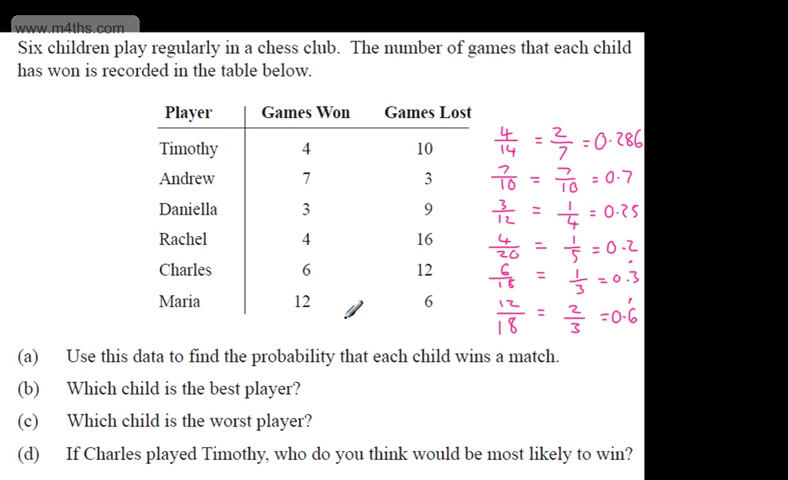 www.m4ths.com
Six children play regularly in a chess club. The number of games that each child
has won is recorded in the table below.
Player Games Won Games Lost
Timothy 4 10 4/14 = 2/7 = 0.286
Andrew 7 3 7/10 = 7/10 = 0.7
Daniella 3 9 3/12 = 1/4 = 0.25
Rachel 4 16 4/20 = 1/5 = 0.2
Charles 6 12 6/18 = 1/3 = 0.3̇
Maria 12 6 12/18 = 2/3 = 0.6̇
(a) Use this data to find the probability that each child wins a match.
(b) Which child is the best player?
(c) Which child is the worst player?
(d) If Charles played Timothy, who do you think would be most likely to win?